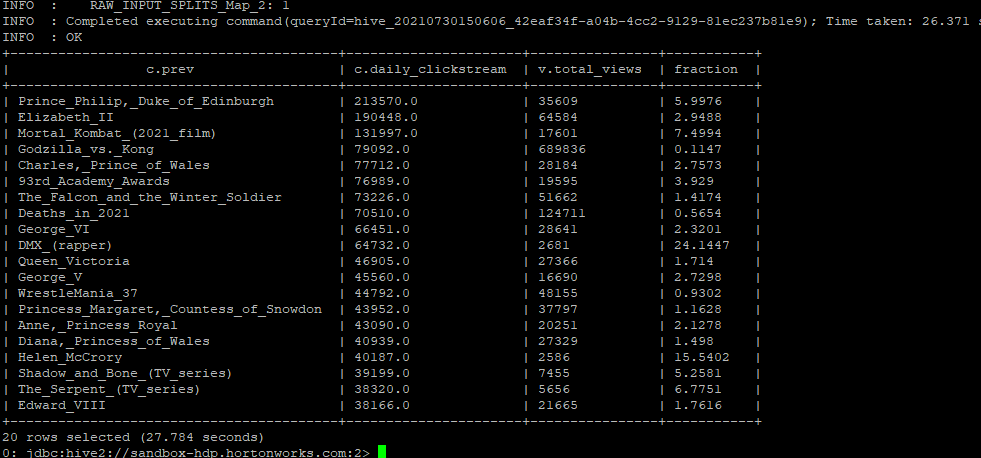 INFO  :     RAW_INPUT_SPLITS_Map_2: 1
INFO  : Completed executing command(queryId=hive_20210730150606_42eaf34f-a04b-4cc2-9129-81ec237b81e9); Time taken: 26.371 s
INFO  : OK
+---------------------------------------+----------------------+----------------+-----------+
|                 c.prev                | c.daily_clickstream  | v.total_views  | fraction  |
+---------------------------------------+----------------------+----------------+-----------+
| Prince_Philip,_Duke_of_Edinburgh      | 213570.0             | 35609          | 5.9976    |
| Elizabeth_II                          | 190448.0             | 64584          | 2.9488    |
| Mortal_Kombat_(2021_film)             | 131997.0             | 17601          | 7.4994    |
| Godzilla_vs._Kong                     | 79092.0              | 689836         | 0.1147    |
| Charles,_Prince_of_Wales              | 77712.0              | 28184          | 2.7573    |
| 93rd_Academy_Awards                   | 76989.0              | 19595          | 3.929     |
| The_Falcon_and_the_Winter_Soldier     | 73226.0              | 51662          | 1.4174    |
| Deaths_in_2021                        | 70510.0              | 124711         | 0.5654    |
| George_VI                             | 66451.0              | 28641          | 2.3201    |
| DMX_(rapper)                          | 64732.0              | 2681           | 24.1447   |
| Queen_Victoria                        | 46905.0              | 27366          | 1.714     |
| George_V                              | 45560.0              | 16690          | 2.7298    |
| WrestleMania_37                       | 44792.0              | 48155          | 0.9302    |
| Princess_Margaret,_Countess_of_Snowdon  | 43952.0              | 37797          | 1.1628    |
| Anne,_Princess_Royal                  | 43090.0              | 20251          | 2.1278    |
| Diana,_Princess_of_Wales              | 40939.0              | 27329          | 1.498     |
| Helen_McCrory                         | 40187.0              | 2586           | 15.5402   |
| Shadow_and_Bone_(TV_series)           | 39199.0              | 7455           | 5.2581    |
| The_Serpent_(TV_series)               | 38320.0              | 5656           | 6.7751    |
| Edward_VIII                           | 38166.0              | 21665          | 1.7616    |
+---------------------------------------+----------------------+----------------+-----------+
20 rows selected (27.784 seconds)
0: jdbc:hive2://sandbox-hdp.hortonworks.com:2>